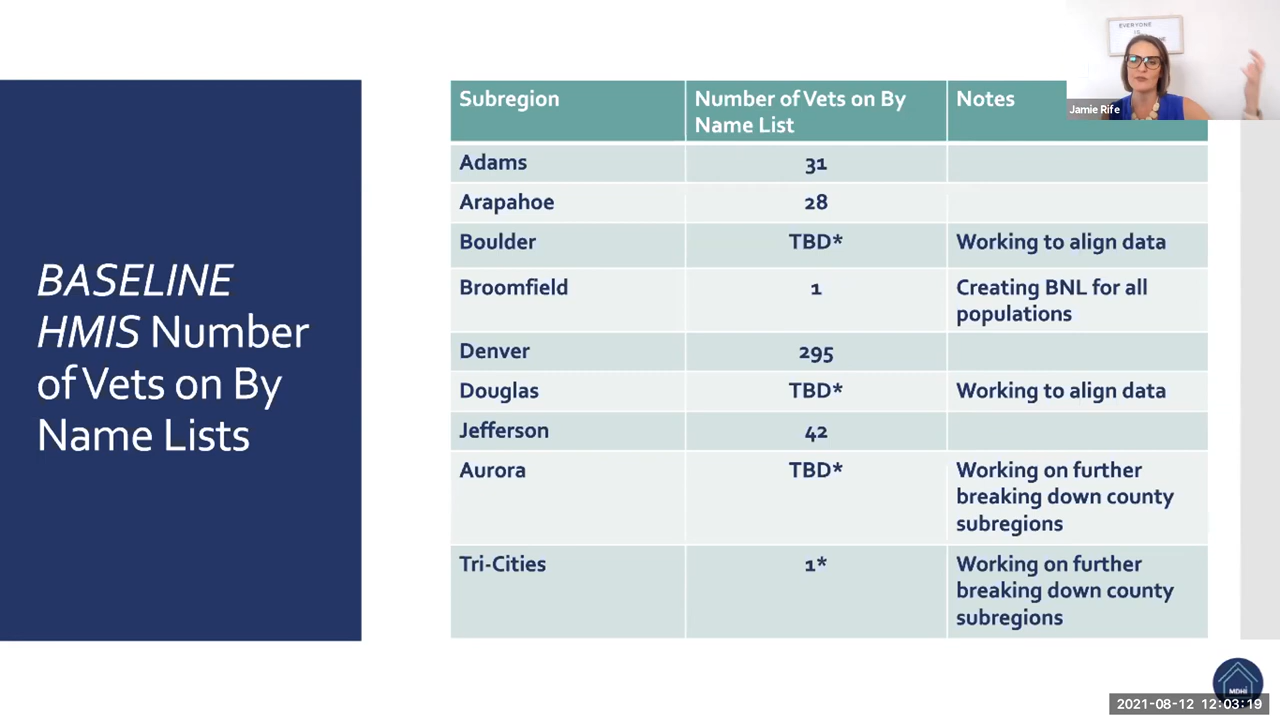 BASELINE
HMIS Number
of Vets on By
Name Lists
Subregion
Number of Vets on By
Name List
Notes
Adams
31
Arapahoe
28
Boulder
TBD*
Working to align data
Broomfield
1
Creating BNL for all
populations
Denver
295
Douglas
TBD*
Working to align data
Jefferson
42
Aurora
TBD*
Working on further
breaking down county
subregions
Tri-Cities
1*
Working on further
breaking down county
subregions
EVERYONE
IS
Jamie Rife
MDHI
2021-08-12 12:03:19